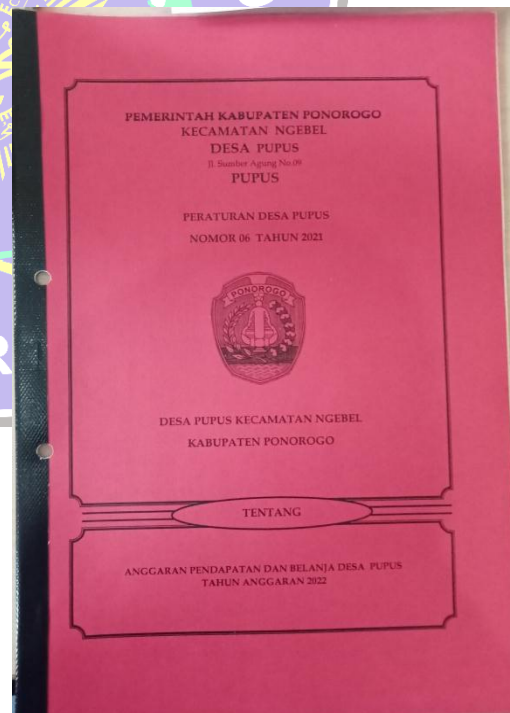 PEMERINTAH KABUPATEN PONOROGO
KECAMATAN NGEBEL
DESA PUPUS
Jl. Sumber Agung No.09
PUPUS
PERATURAN DESA PUPUS
NOMOR 06 TAHUN 2021
PONOROGO
DESA PUPUS KECAMATAN NGEBEL
KABUPATEN PONOROGO
TENTANG
ANGGARAN PENDAPATAN DAN BELANJA DESA PUPUS
TAHUN ANGGARAN 2022